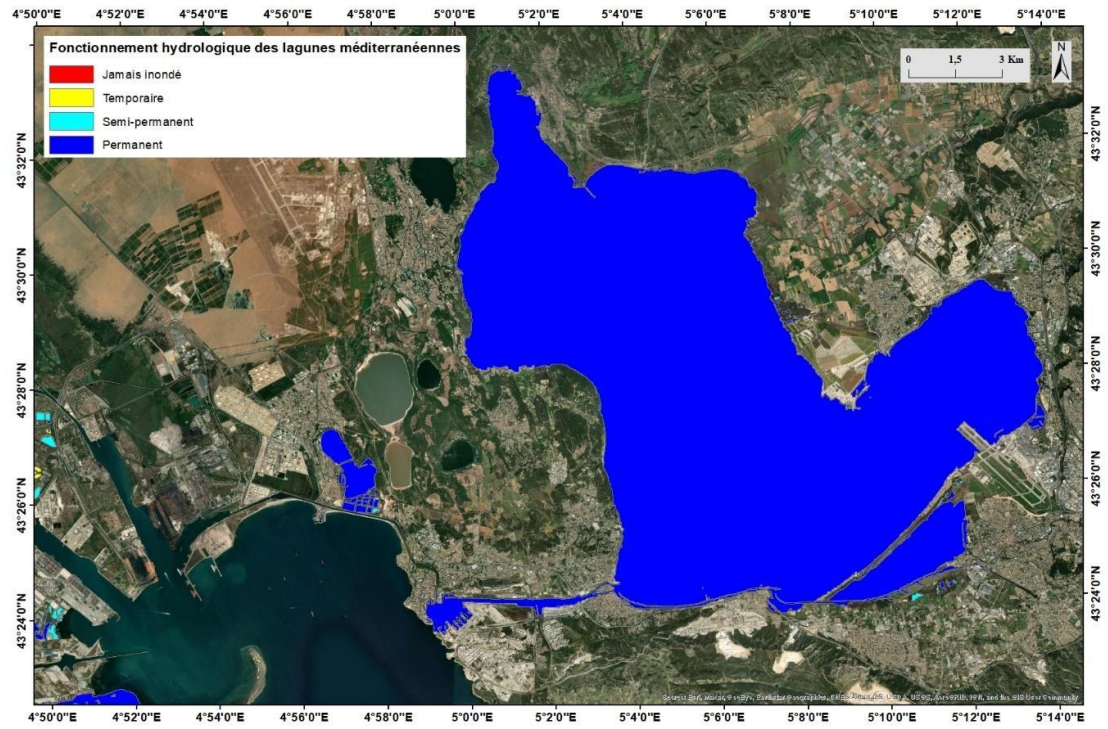 4°50'0"E 4°52'0"E 4°54'0"E 4°56'0"E 4°58'0"E 5°0'0"E 5°2'0"E 5°4'0"E 5°6'0"E 5°8'0"E 5°10'0"E 5°12'0"E 5°14'0"E
Fonctionnement hydrologique des lagunes méditerranéennes
Jamais inondé
Temporaire
Semi-permanent
Permanent
0 1,5 3 Km
N
43°32'0"N
43°30'0"N
43°28'0"N
43°26'0"N
43°24'0"N
43°32'0"N
43°30'0"N
43°28'0"N
43°26'0"N
43°24'0"N
and the GIS User Community
4°50'0"E 4°52'0"E 4°54'0"E 4°56'0"E 4°58'0"E 5°0'0"E 5°2'0"E 5°4'0"E 5°6'0"E 5°8'0"E 5°10'0"E 5°12'0"E 5°14'0"E